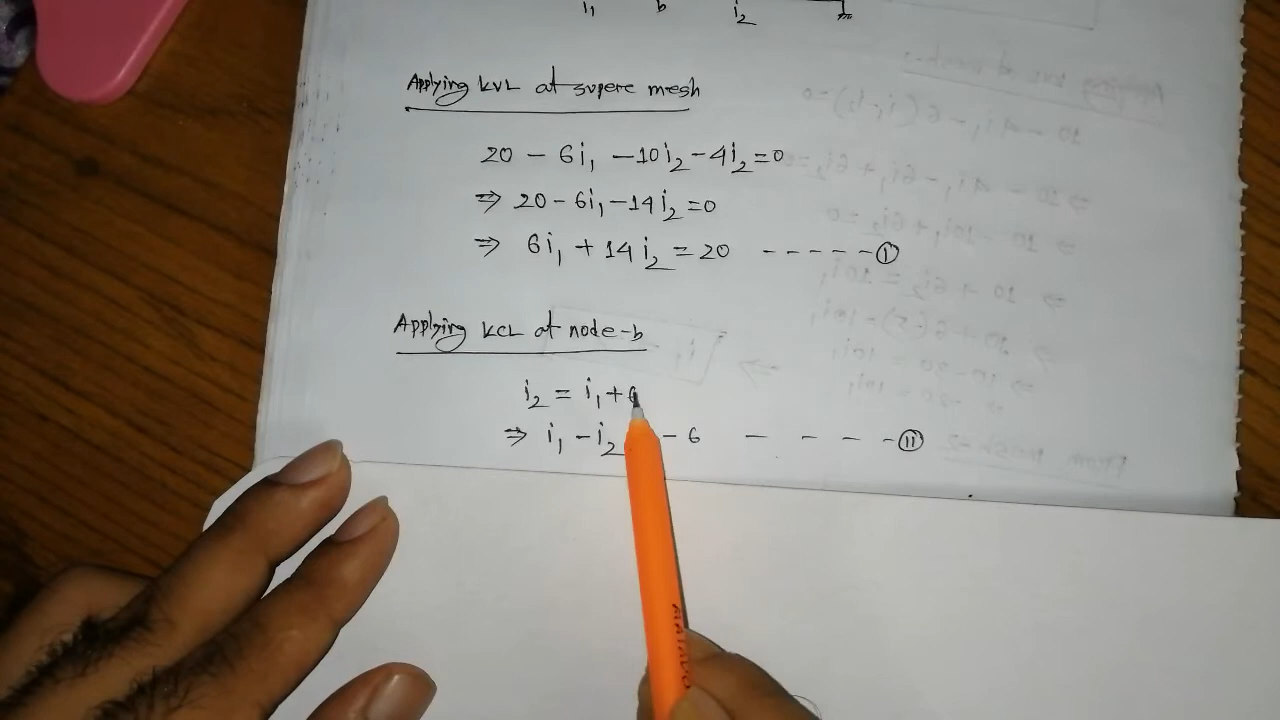 i₁ b i₂
Applying KVL at supere mesh
20 - 6i₁ - 10i₂ - 4i₂ = 0
⇒ 20 - 6i₁ - 14i₂ = 0
⇒ 6i₁ + 14i₂ = 20 ----- ①
Applying KCL at node-b
i₂ = i₁ + 6
⇒ i₁ - i₂ - 6 - - - - ⑪
MATADO